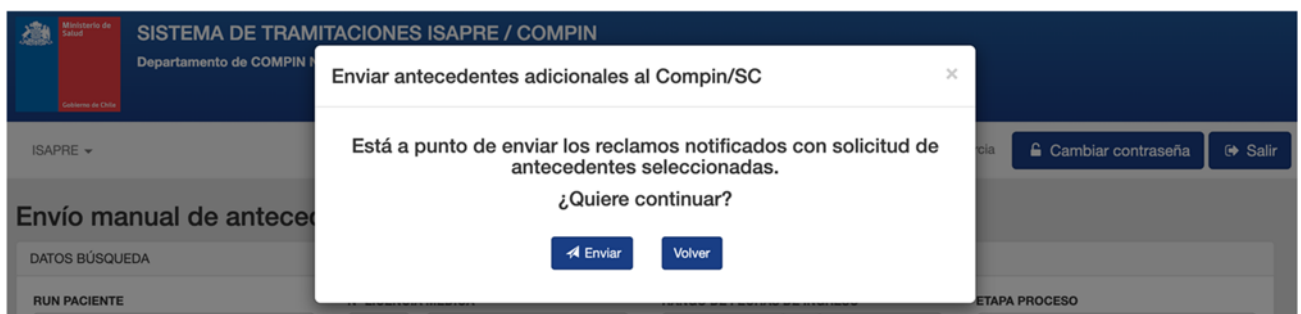 Ministerio de
Salud
Gobierno de Chile
SISTEMA DE TRAMITACIONES ISAPRE / COMPIN
Departamento de COMPIN
Enviar antecedentes adicionales al Compin/SC
×
Está a punto de enviar los reclamos notificados con solicitud de
antecedentes seleccionadas.
¿Quiere continuar?
Enviar
Volver
ISAPRE
Cambiar contraseña
Salir
Envío manual de
DATOS BÚSQUEDA
RUN PACIENTE
ETAPA PROCESO